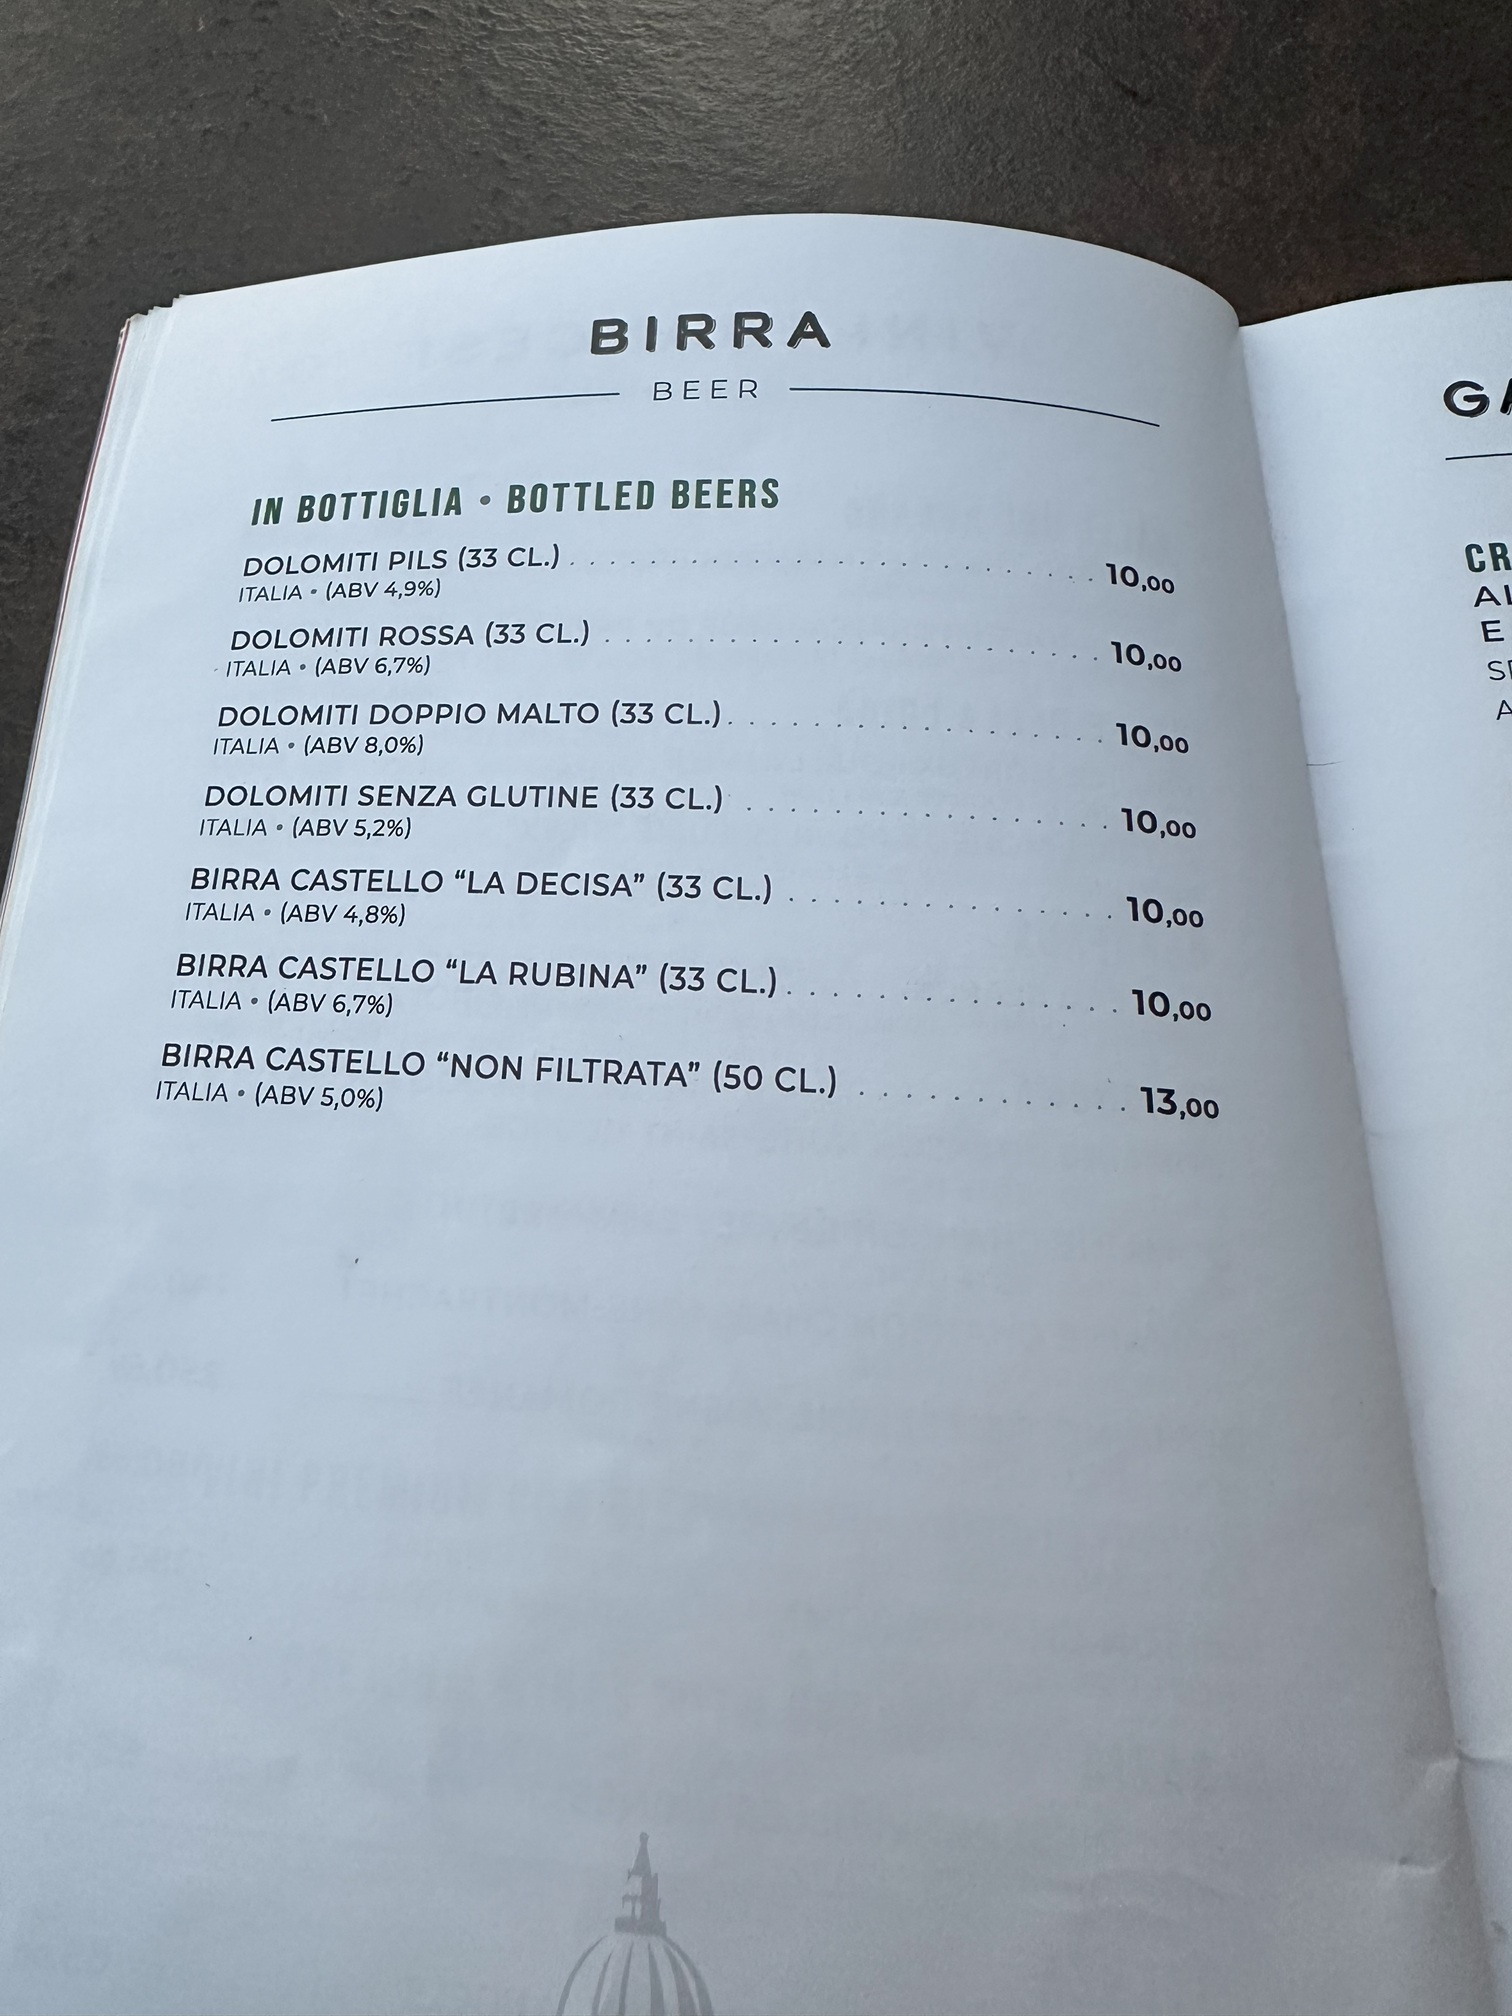 BIRRA
BEER
IN BOTTIGLIA • BOTTLED BEERS
DOLOMITI PILS (33 CL.) . . . . . . . . . . . . . . . . . . . . . . . . . 10,00
ITALIA • (ABV 4,9%)
DOLOMITI ROSSA (33 CL.) . . . . . . . . . . . . . . . . . . . . . . . 10,00
ITALIA • (ABV 6,7%)
DOLOMITI DOPPIO MALTO (33 CL.) . . . . . . . . . . . . . . . . . 10,00
ITALIA • (ABV 8,0%)
DOLOMITI SENZA GLUTINE (33 CL.) . . . . . . . . . . . . . . . . 10,00
ITALIA • (ABV 5,2%)
BIRRA CASTELLO “LA DECISA” (33 CL.) . . . . . . . . . . . . . . 10,00
ITALIA • (ABV 4,8%)
BIRRA CASTELLO “LA RUBINA” (33 CL.) . . . . . . . . . . . . . . 10,00
ITALIA • (ABV 6,7%)
BIRRA CASTELLO “NON FILTRATA” (50 CL.) . . . . . . . . . . . . 13,00
ITALIA • (ABV 5,0%)